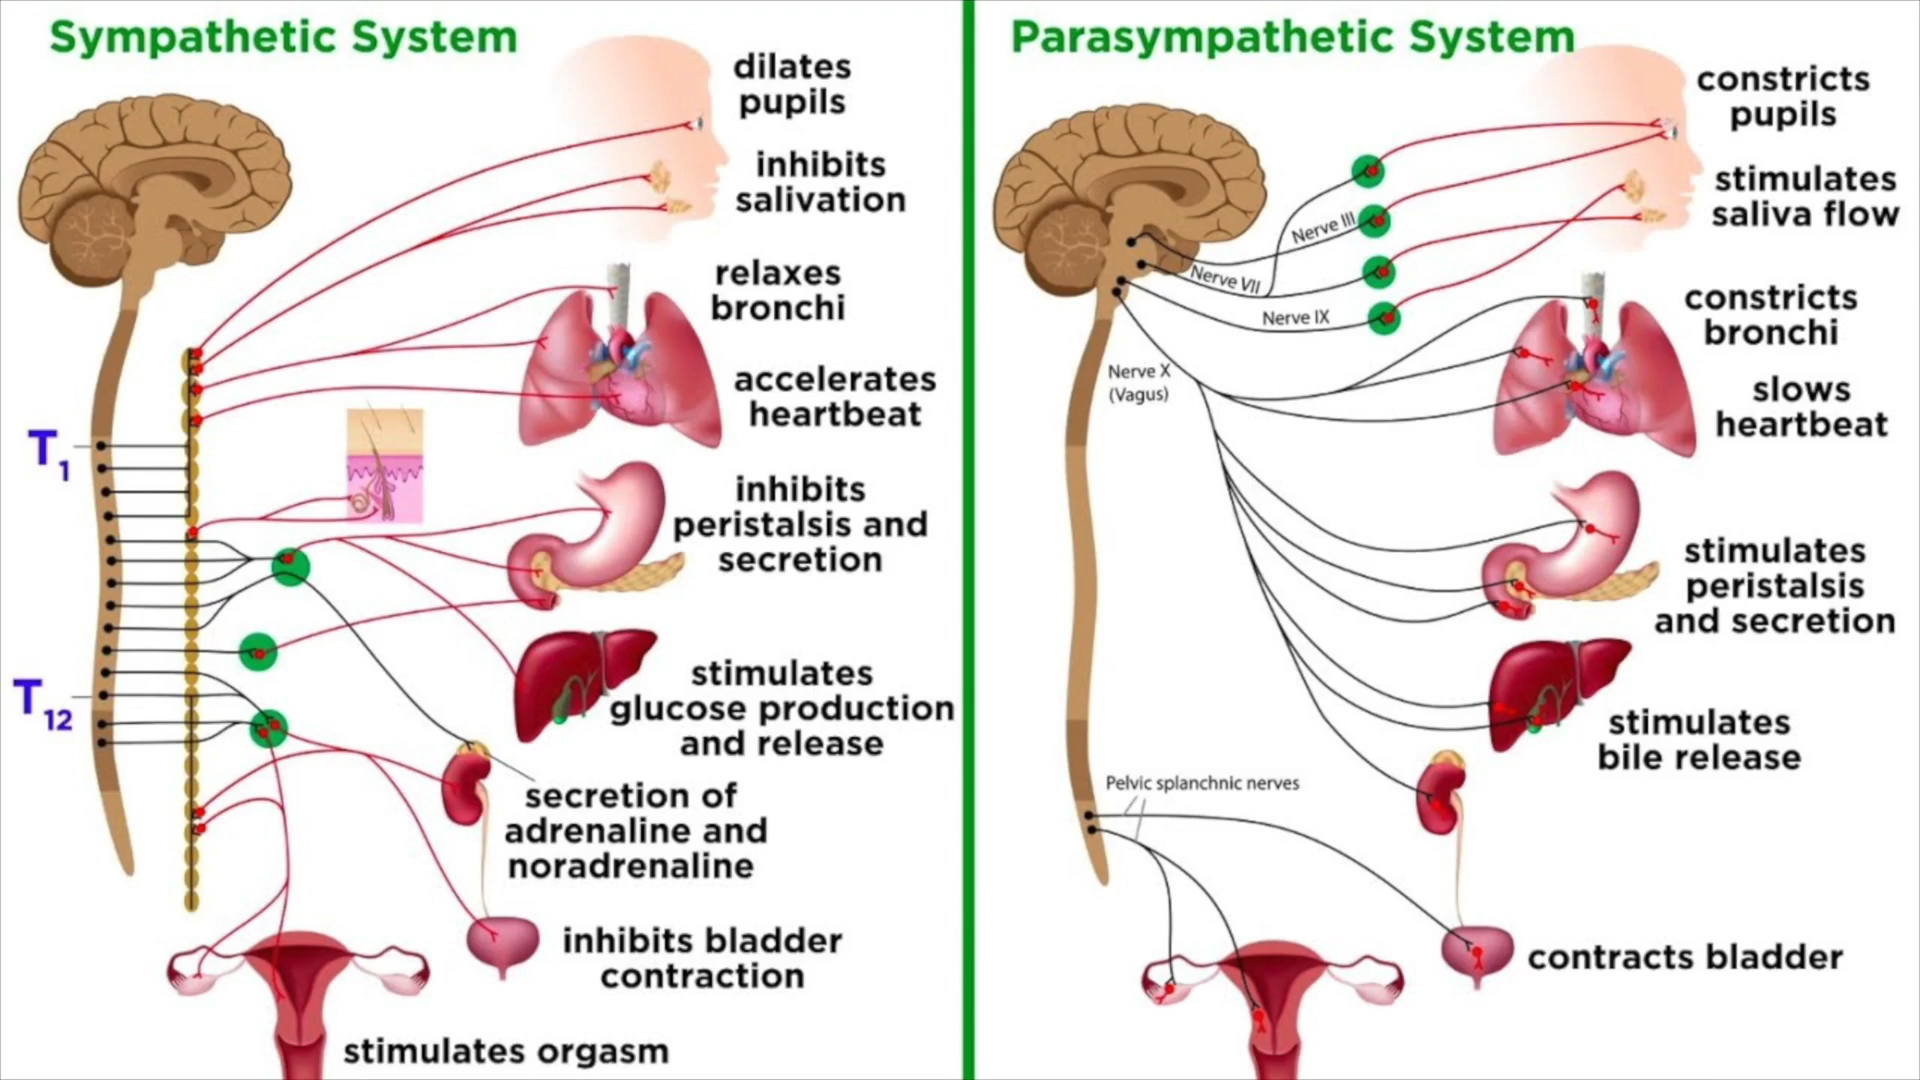 Sympathetic System
dilates
pupils
inhibits
salivation
relaxes
bronchi
accelerates
heartbeat
T1
inhibits
peristalsis and
secretion
T12
stimulates
glucose production
and release
secretion of
adrenaline and
noradrenaline
inhibits bladder
contraction
stimulates orgasm
Parasympathetic System
constricts
pupils
stimulates
saliva flow
Nerve III
Nerve VII
Nerve IX
constricts
bronchi
Nerve X
(Vagus)
slows
heartbeat
stimulates
peristalsis
and secretion
stimulates
bile release
Pelvic splanchnic nerves
contracts bladder